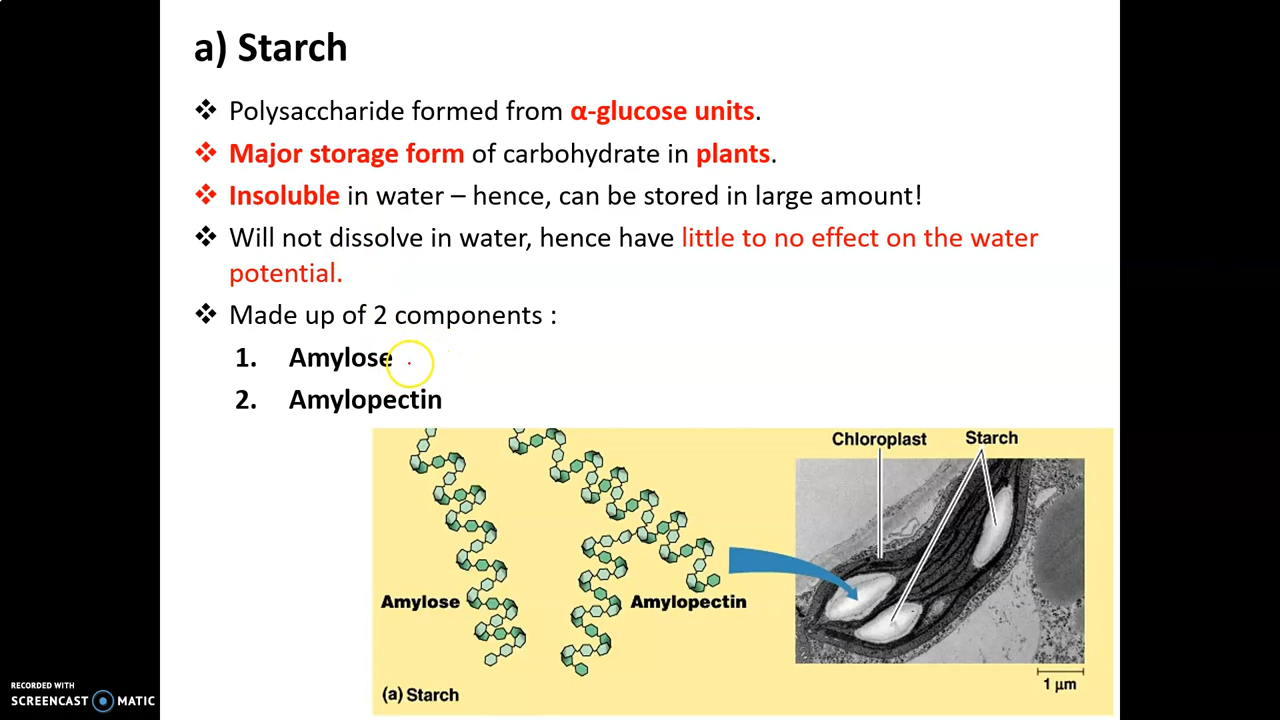 a) Starch
❖ Polysaccharide formed from α-glucose units.
❖ Major storage form of carbohydrate in plants.
❖ Insoluble in water – hence, can be stored in large amount!
❖ Will not dissolve in water, hence have little to no effect on the water
potential.
❖ Made up of 2 components :
1. Amylose
2. Amylopectin
Chloroplast Starch
Amylose Amylopectin
1 µm
(a) Starch
RECORDED WITH
SCREENCAST MATIC